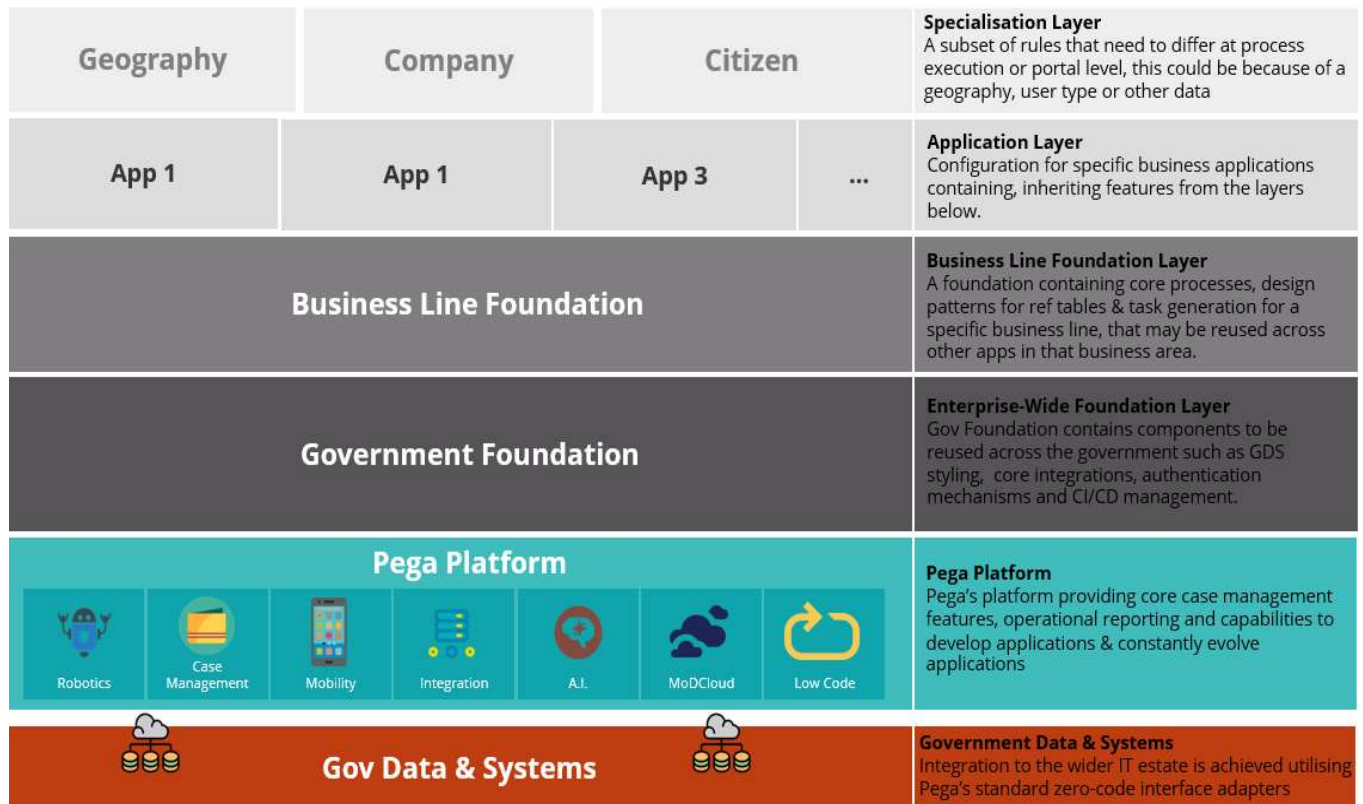 Geography
Company
Citizen
Specialisation Layer
A subset of rules that need to differ at process
execution or portal level, this could be because of a
geography, user type or other data
App 1
App 1
App 3
...
Application Layer
Configuration for specific business applications
containing, inheriting features from the layers
below.
Business Line Foundation
Business Line Foundation Layer
A foundation containing core processes, design
patterns for ref tables & task generation for a
specific business line, that may be reused across
other apps in that business area.
Government Foundation
Enterprise-Wide Foundation Layer
Gov Foundation contains components to be
reused across the government such as GDS
styling, core integrations, authentication
mechanisms and CI/CD management.
Pega Platform
Robotics
Case
Management
Mobility
Integration
A.I.
MoDCloud
Low Code
Pega Platform
Pega's platform providing core case management
features, operational reporting and capabilities to
develop applications & constantly evolve
applications
Gov Data & Systems
Government Data & Systems
Integration to the wider IT estate is achieved utilising
Pega's standard zero-code interface adapters